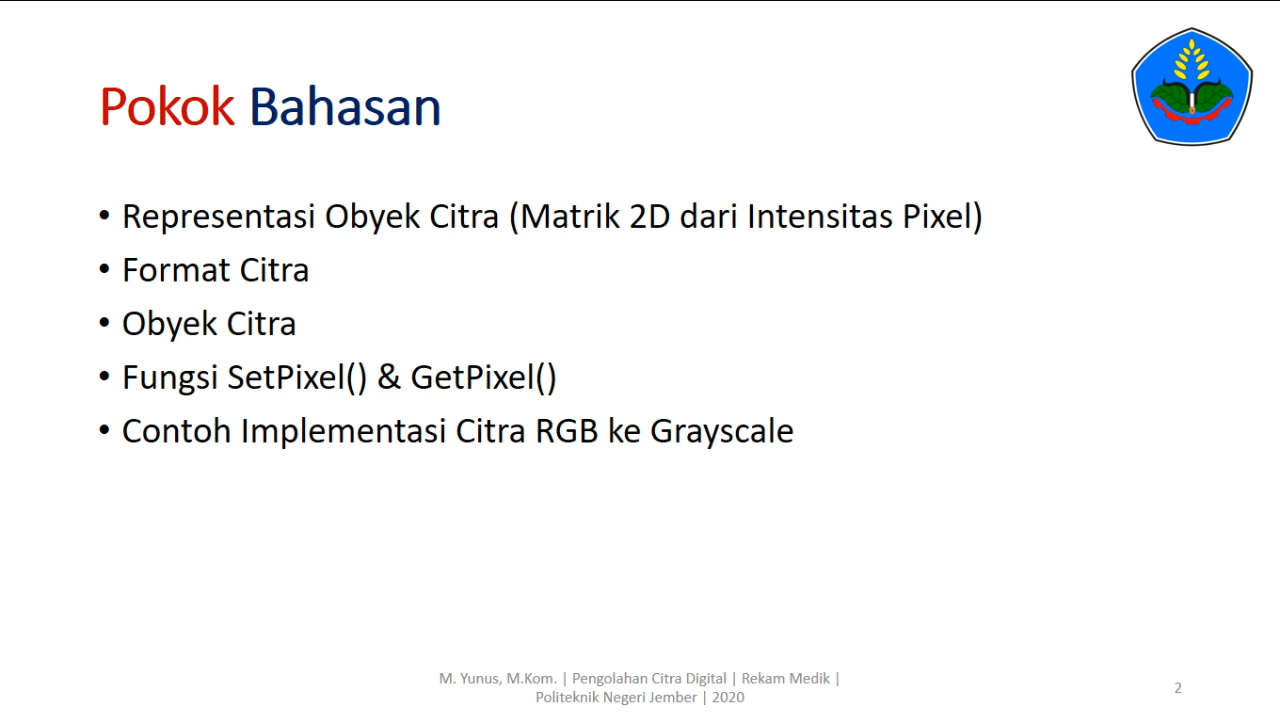 Pokok Bahasan
• Representasi Obyek Citra (Matrik 2D dari Intensitas Pixel)
• Format Citra
• Obyek Citra
• Fungsi SetPixel() & GetPixel()
• Contoh Implementasi Citra RGB ke Grayscale
M. Yunus, M.Kom. | Pengolahan Citra Digital | Rekam Medik |
Politeknik Negeri Jember | 2020
2